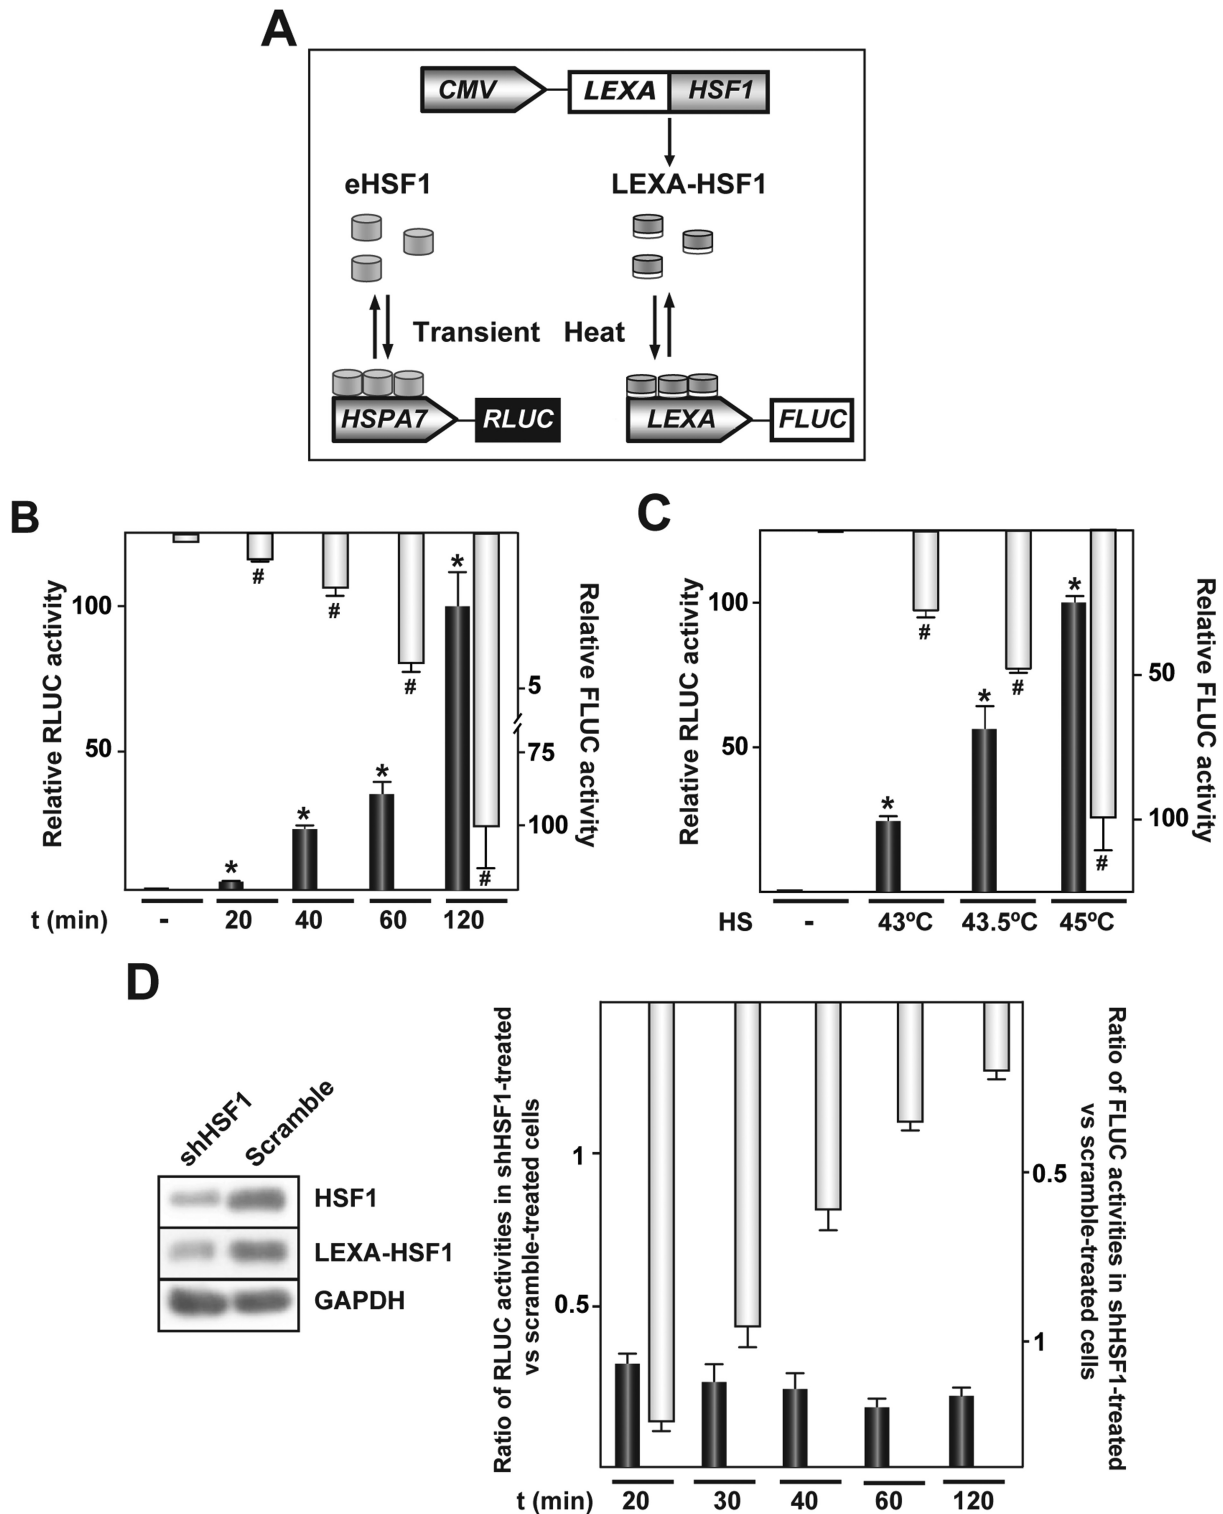 A
CMV
LEXA
HSF1
eHSF1
LEXA-HSF1
Transient Heat
HSPA7
RLUC
LEXA
FLUC
B
Relative RLUC activity
100
50
Relative FLUC activity
5
75
100
*
*
*
*
#
#
#
#
t (min)
-
20
40
60
120
C
Relative RLUC activity
100
50
Relative FLUC activity
50
100
*
*
*
#
#
#
HS
-
43ºC
43.5ºC
45ºC
D
shHSF1
Scramble
HSF1
LEXA-HSF1
GAPDH
Ratio of RLUC activities in shHSF1-treated
vs scramble-treated cells
1
0.5
Ratio of FLUC activities in shHSF1-treated
vs scramble-treated cells
0.5
1
t (min)
20
30
40
60
120